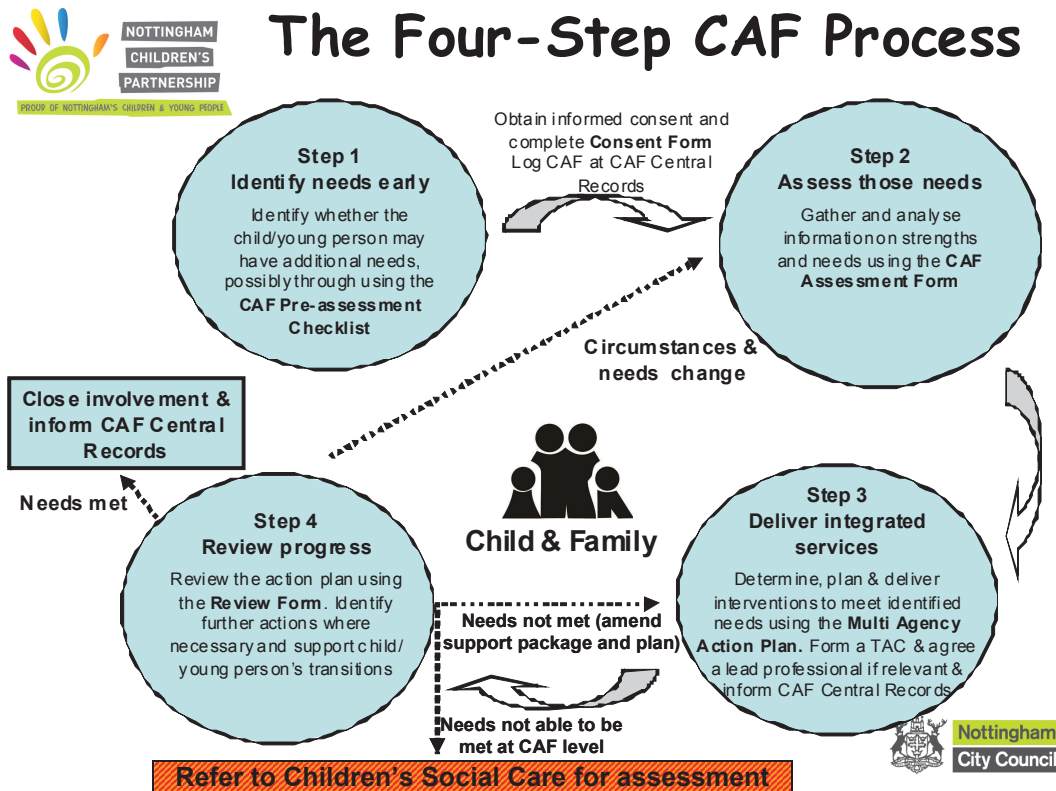 The Four-Step CAF Process
NOTTINGHAM
CHILDREN'S
PARTNERSHIP
PROUD OF NOTTINGHAM'S CHILDREN & YOUNG PEOPLE
Step 1
Identify needs early
Identify whether the
child/young person may
have additional needs,
possibly through using the
CAF Pre-assessment
Checklist
Obtain informed consent and
complete Consent Form
Log CAF at CAF Central
Records
Step 2
Assess those needs
Gather and analyse
information on strengths
and needs using the CAF
Assessment Form
Circumstances &
needs change
Close involvement &
inform CAF Central
Records
Needs met
Step 4
Review progress
Review the action plan using
the Review Form. Identify
further actions where
necessary and support child/
young person's transitions
Child & Family
Needs not met (amend
support package and plan)
Step 3
Deliver integrated
services
Determine, plan & deliver
interventions to meet identified
needs using the Multi Agency
Action Plan. Form a TAC & agree
a lead professional if relevant &
inform CAF Central Records
Needs not able to be
met at CAF level
Refer to Children's Social Care for assessment
Nottingham
City Council